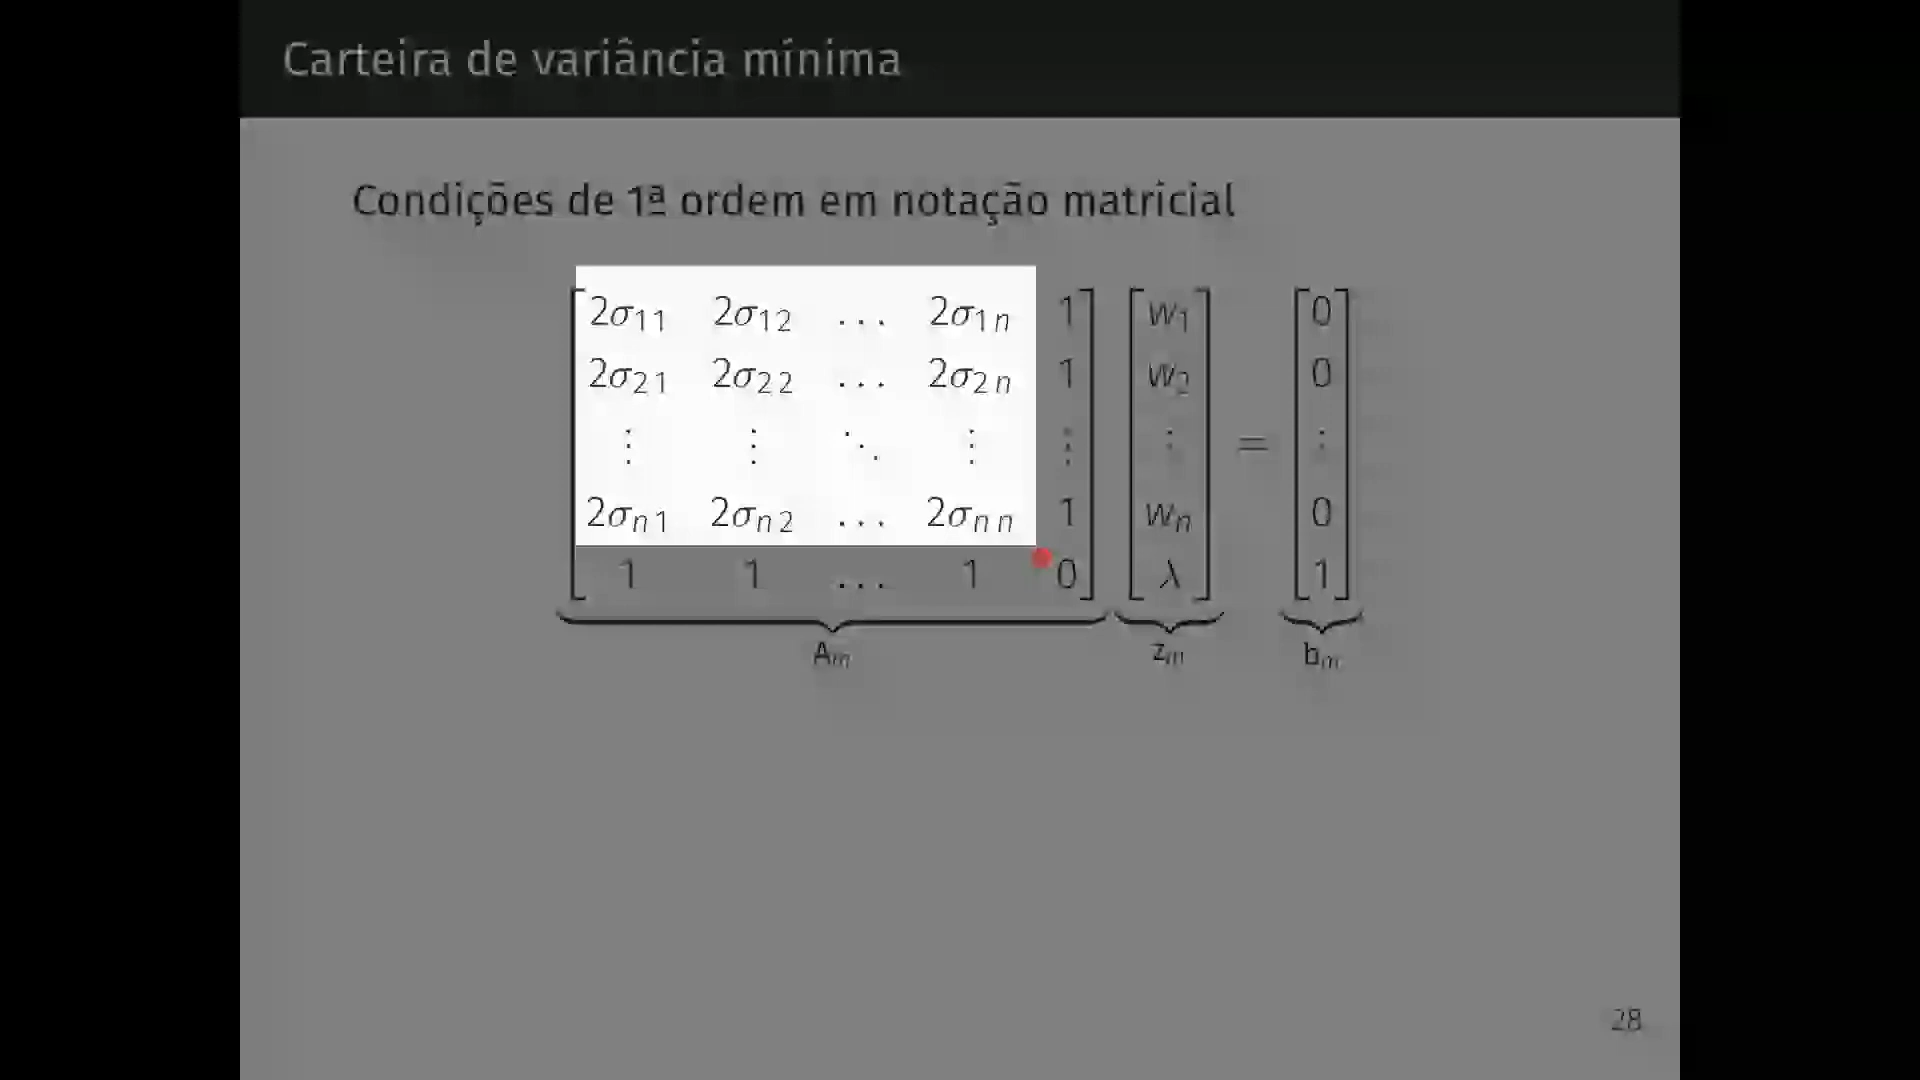 Carteira de variância mínima
Condições de 1ª ordem em notação matricial
2σ₁₁ 2σ₁₂ … 2σ₁ₙ 1 w₁ 0
2σ₂₁ 2σ₂₂ … 2σ₂ₙ 1 w₂ 0
⋮ ⋮ ⋱ ⋮ ⋮ ⋮ = ⋮
2σₙ₁ 2σₙ₂ … 2σₙₙ 1 wₙ 0
1 1 … 1 0 λ 1
Aₘ zₘ bₘ
28